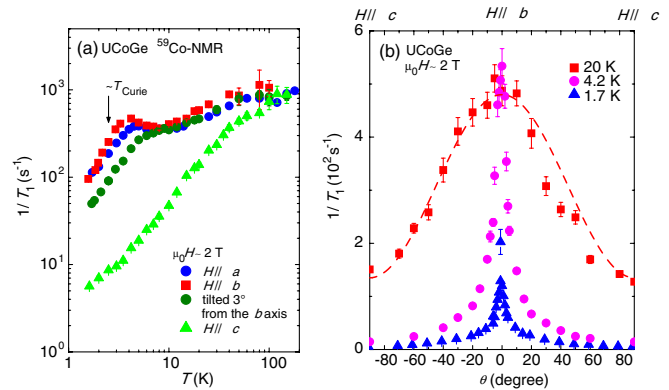 H// c H// b H// c
(a) UCoGe ⁵⁹Co-NMR
~T_Curie
μ₀H~ 2 T
H// a
H// b
tilted 3°
from the b axis
H// c
10³
10²
10¹
10⁰
1/ T₁ (s⁻¹)
1 10 100
T (K)
(b) UCoGe
μ₀H~ 2 T
20 K
4.2 K
1.7 K
6
4
2
0
1/ T₁ (10² s⁻¹)
-80 -60 -40 -20 0 20 40 60 80
θ (degree)